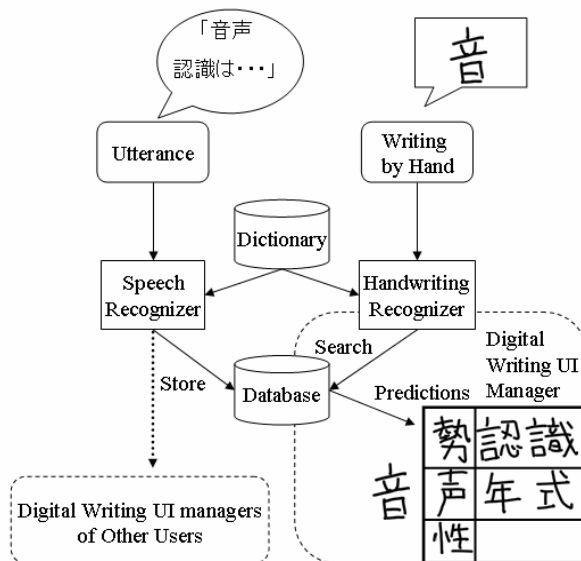 「音声
認識は・・・」
音
Utterance
Writing
by Hand
Dictionary
Speech
Recognizer
Handwriting
Recognizer
Search
Digital
Writing UI
Manager
Store
Database
Predictions
勢 認識
音 声 年式
性
Digital Writing UI managers
of Other Users